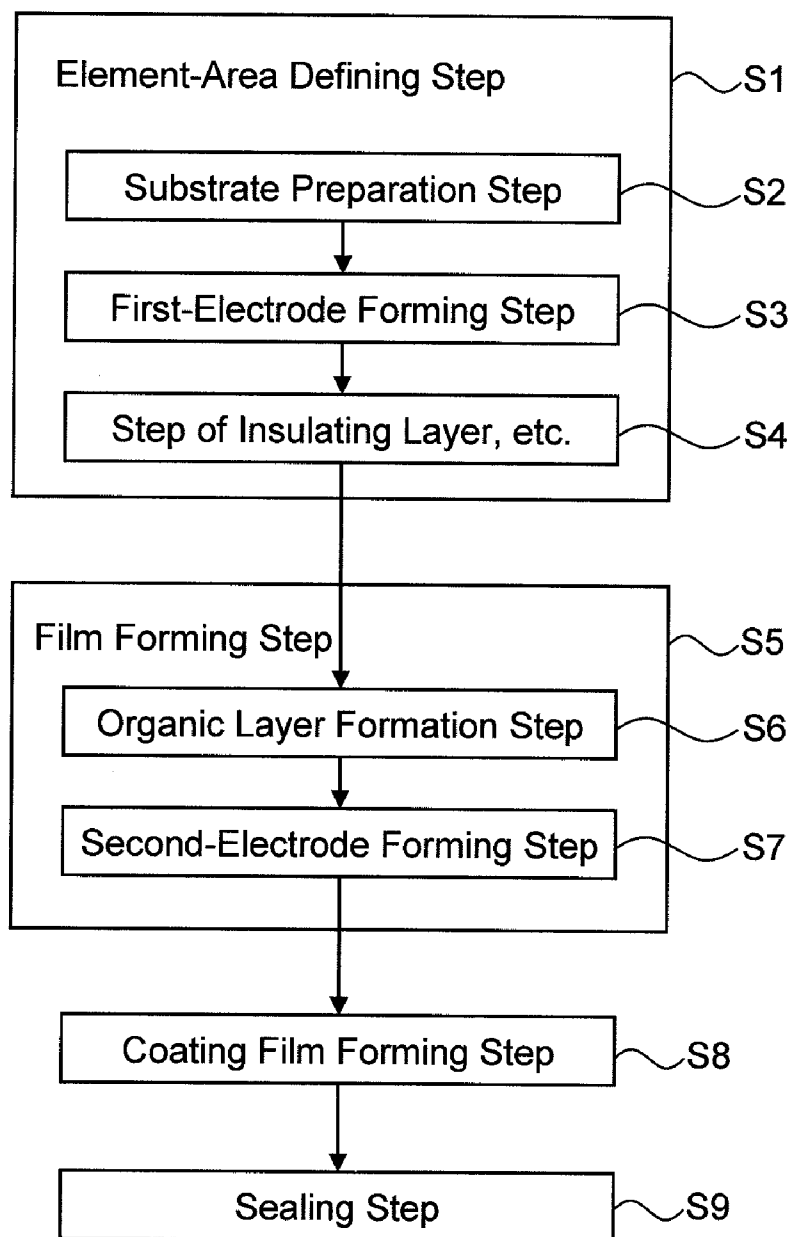 Element-Area Defining Step
S1
Substrate Preparation Step
S2
First-Electrode Forming Step
S3
Step of Insulating Layer, etc.
S4
Film Forming Step
S5
Organic Layer Formation Step
S6
Second-Electrode Forming Step
S7
Coating Film Forming Step
S8
Sealing Step
S9